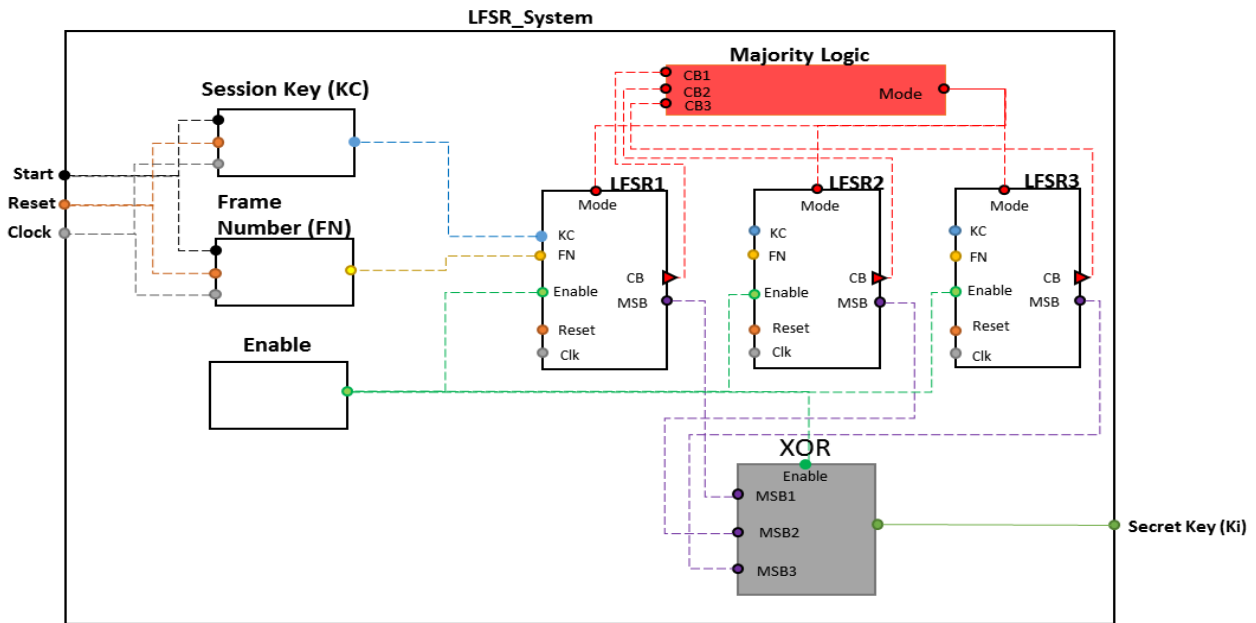 LFSR_System
Majority Logic
CB1
CB2
CB3
Mode
Session Key (KC)
Start
Reset
Clock
Frame
Number (FN)
Enable
LFSR1
Mode
KC
FN
Enable
Reset
Clk
CB
MSB
LFSR2
Mode
KC
FN
Enable
Reset
Clk
CB
MSB
LFSR3
Mode
KC
FN
Enable
Reset
Clk
CB
MSB
XOR
Enable
MSB1
MSB2
MSB3
Secret Key (Ki)